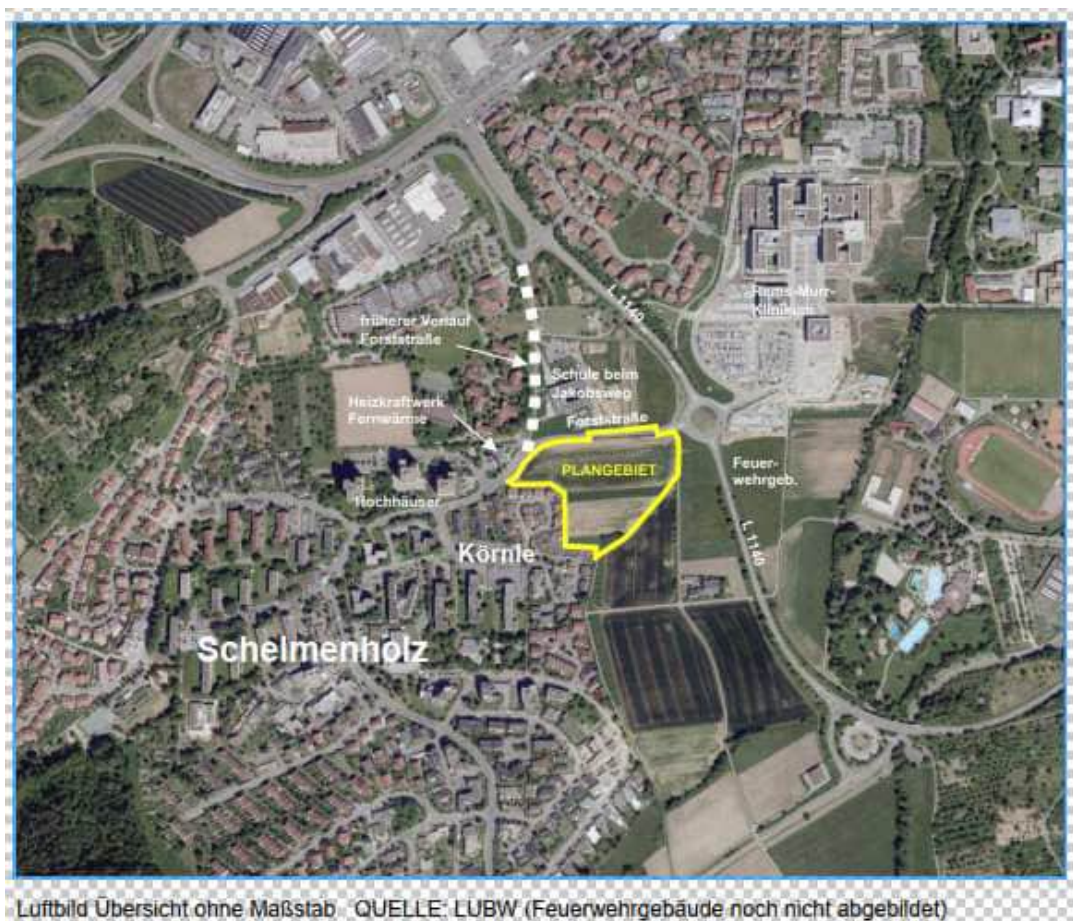 L 1140
Rems-Murr-
Klinikum
früherer Verlauf
Forststraße
Schule beim
Jakobsweg
Heizkraftwerk
Fernwärme
Forststraße
PLANGEBIET
Feuer-
wehrgeb.
Hochhäuser
L 1140
Körnle
Schelmenholz
Luftbild Übersicht ohne Maßstab QUELLE: LUBW (Feuerwehrgebäude noch nicht abgebildet)